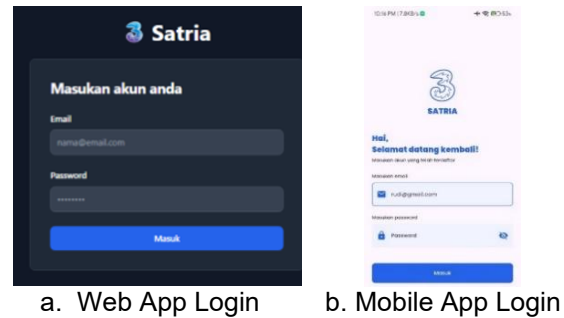 Satria
Masukan akun anda
Email
nama@email.com
Password
Masuk
a. Web App Login
SATRIA
Hai,
Selamat datang kembali!
Masukan akun yang telah terdaftar
Masukan email
rudi@gmail.com
Masukan password
Password
Masuk
b. Mobile App Login